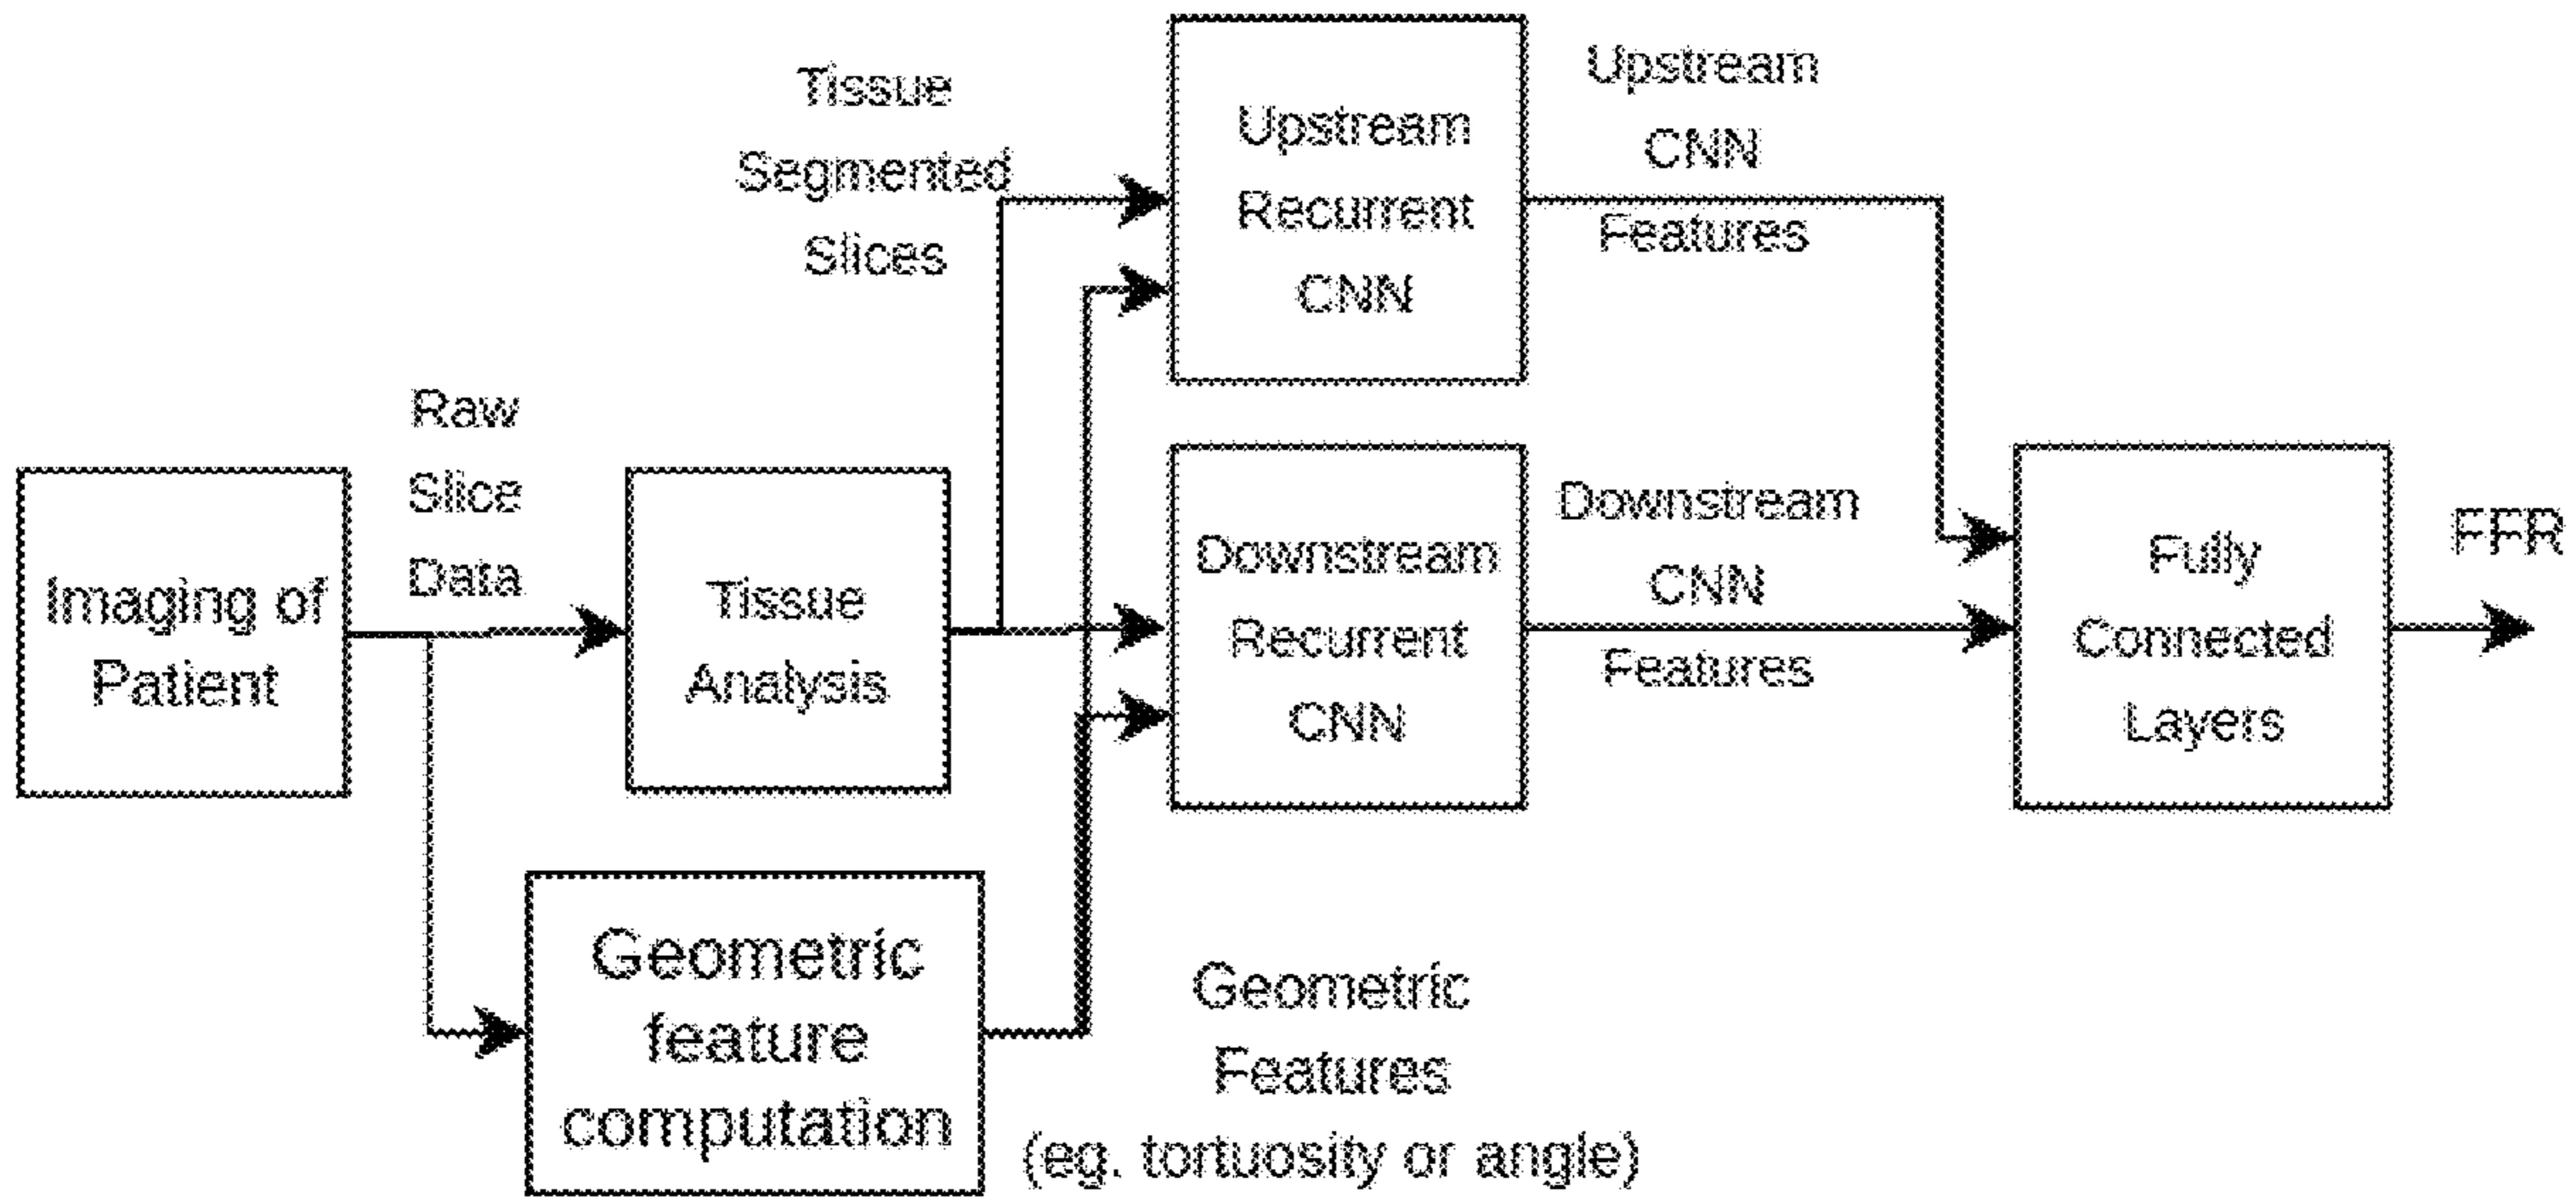 Imaging of
Patient
Raw
Slice
Data
Tissue
Analysis
Geometric
feature
computation
Tissue
Segmented
Slices
Geometric
Features
(eg. tortuosity or angle)
Upstream
Recurrent
CNN
Downstream
Recurrent
CNN
Upstream
CNN
Features
Downstream
CNN
Features
Fully
Connected
Layers
FFR